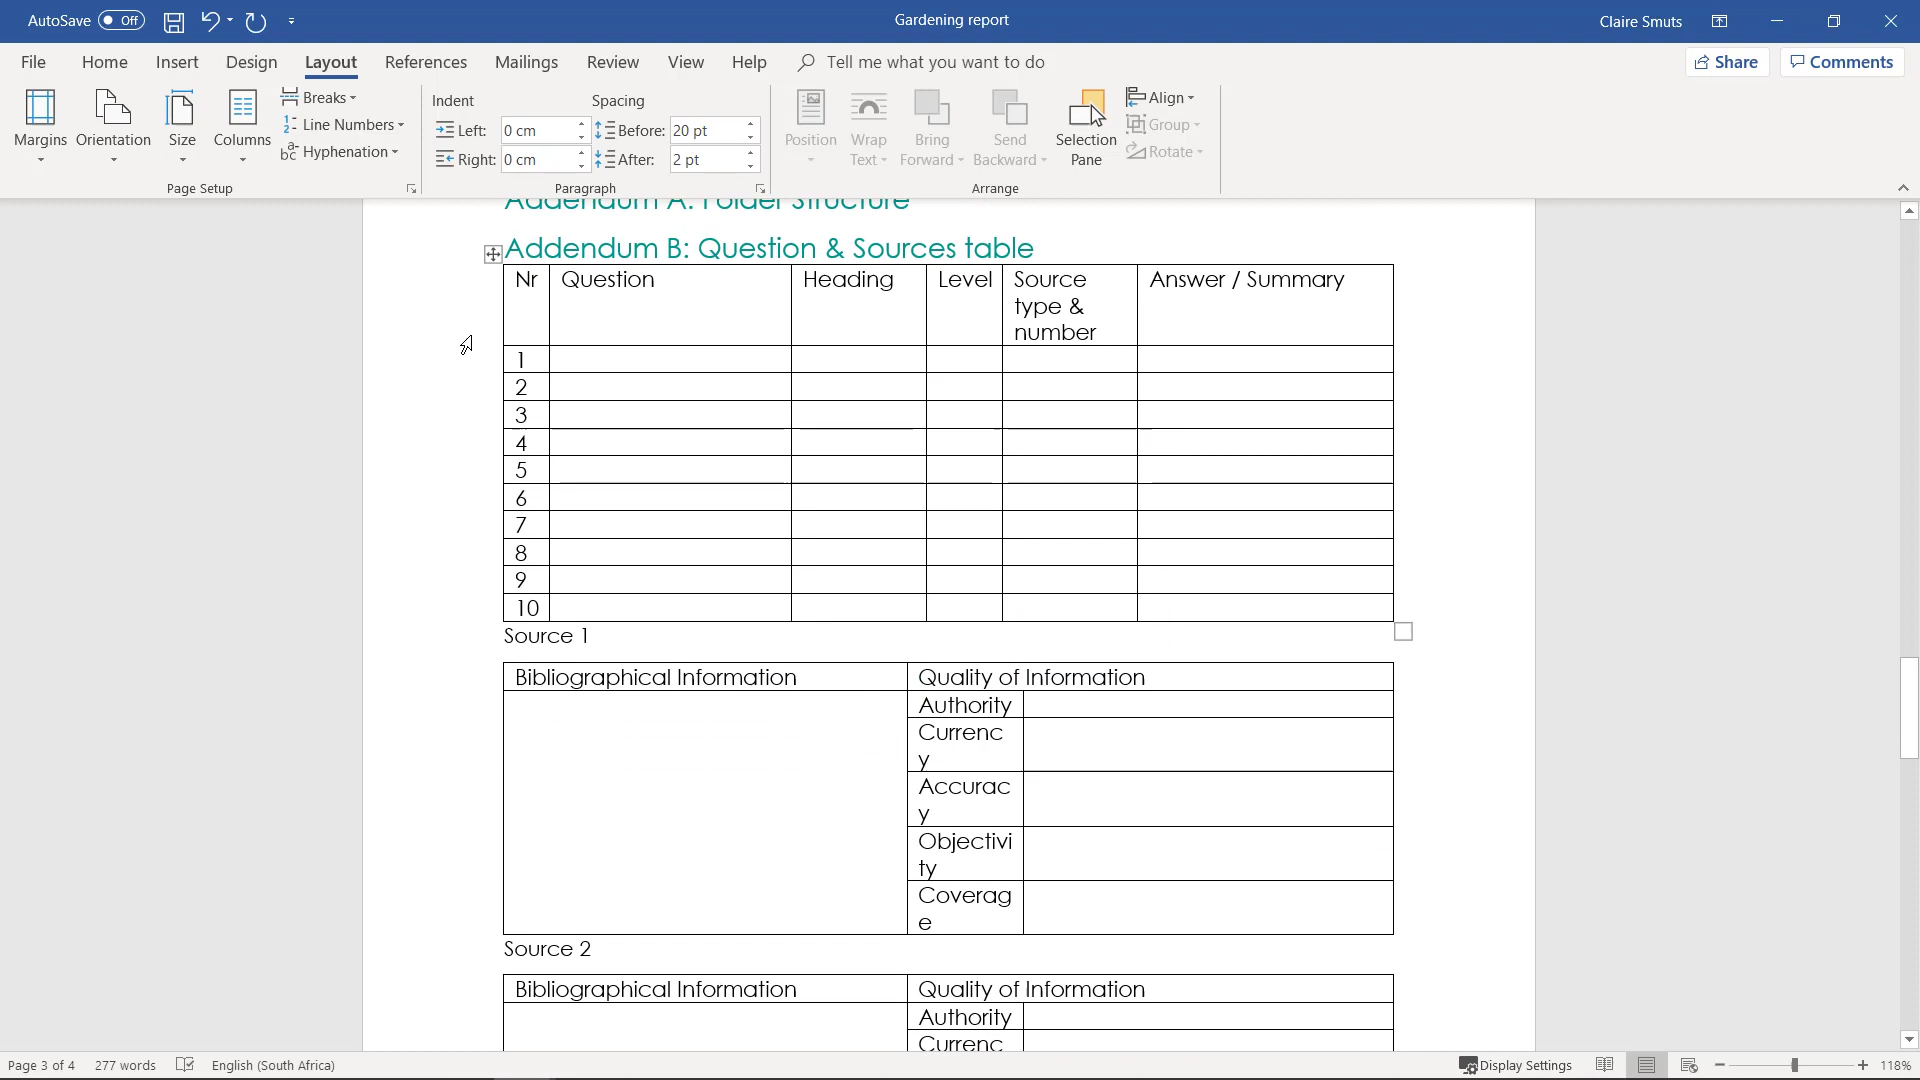 AutoSave Off
Gardening report
Claire Smuts
File Home Insert Design Layout References Mailings Review View Help Tell me what you want to do
Share Comments
Margins Orientation Size Columns
Breaks
Line Numbers
Hyphenation
Page Setup
Indent Spacing
Left: 0 cm Before: 20 pt
Right: 0 cm After: 2 pt
Paragraph
Position
Wrap Text
Bring Forward
Send Backward
Selection Pane
Align
Group
Rotate
Arrange
Addendum A: Folder Structure
Addendum B: Question & Sources table
Nr Question Heading Level Source Answer / Summary
type &
number
1
2
3
4
5
6
7
8
9
10
Source 1
Bibliographical Information Quality of Information
Authority
Currenc
y
Accurac
y
Objectivi
ty
Coverag
e
Source 2
Bibliographical Information Quality of Information
Authority
Currenc
Page 3 of 4 277 words English (South Africa) Display Settings 118%